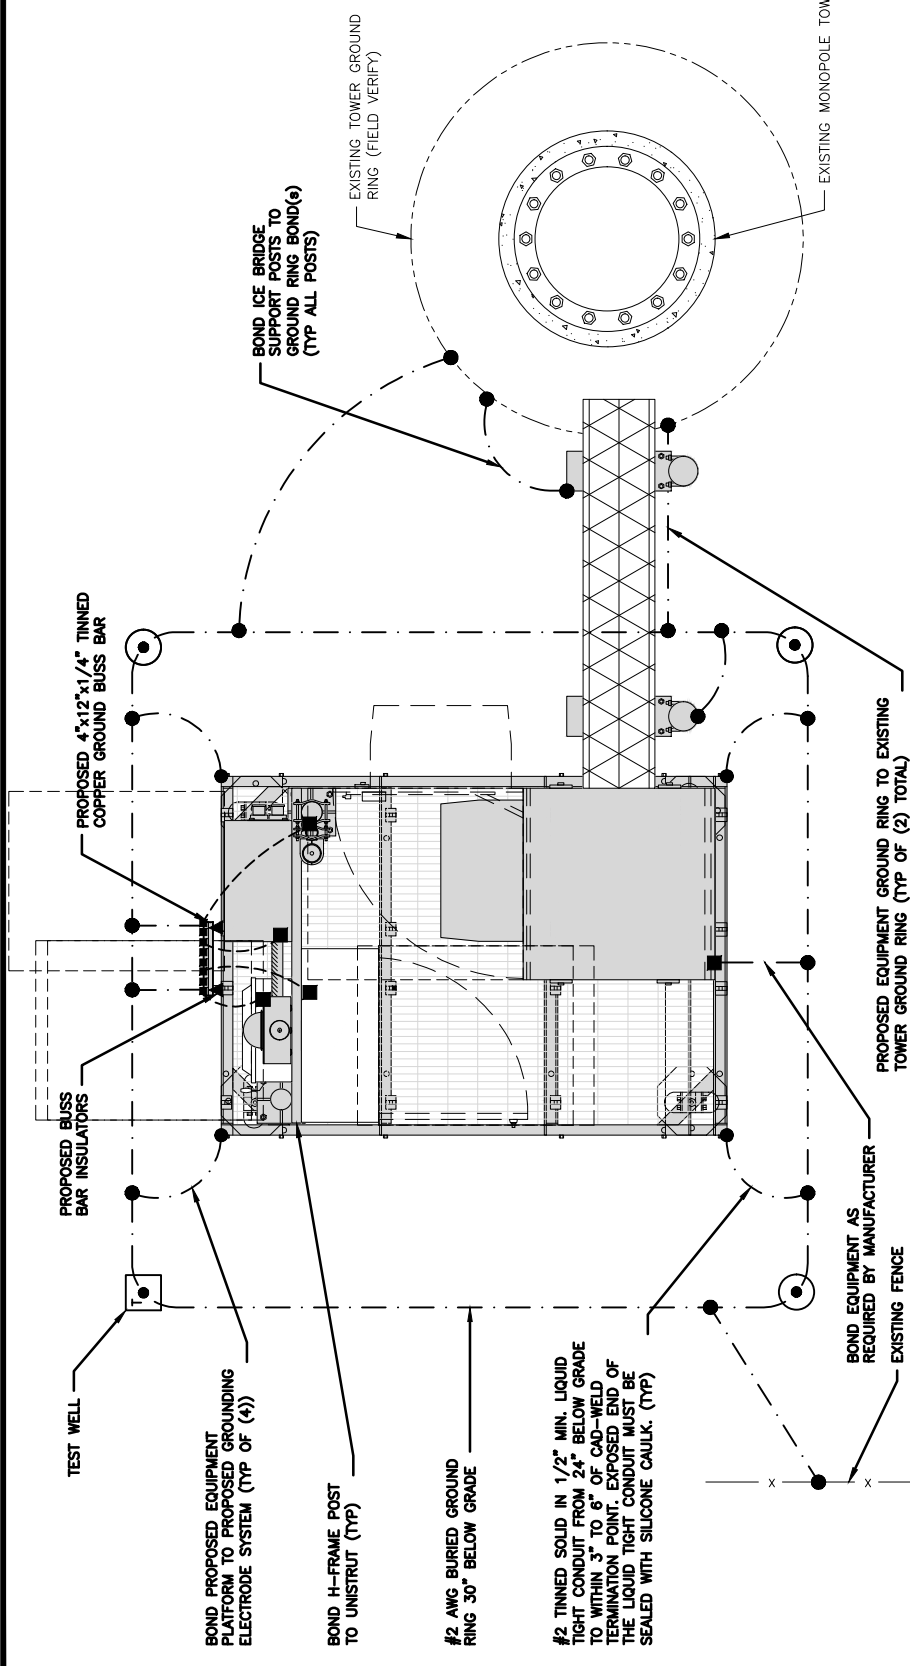 TEST WELL
PROPOSED BUSS
BAR INSULATORS
PROPOSED 4"x12"x1/4" TINNED
COPPER GROUND BUSS BAR
BOND ICE BRIDGE
SUPPORT POSTS TO
GROUND RING BOND(s)
(TYP ALL POSTS)
EXISTING TOWER GROUND
RING (FIELD VERIFY)
T
BOND PROPOSED EQUIPMENT
PLATFORM TO PROPOSED GROUNDING
ELECTRODE SYSTEM (TYP OF (4))
BOND H-FRAME POST
TO UNISTRUT (TYP)
#2 AWG BURIED GROUND
RING 30" BELOW GRADE
#2 TINNED SOLID IN 1/2" MIN. LIQUID
TIGHT CONDUIT FROM 24" BELOW GRADE
TO WITHIN 3" TO 6" OF CAD-WELD
TERMINATION POINT. EXPOSED END OF
THE LIQUID TIGHT CONDUIT MUST BE
SEALED WITH SILICONE CAULK. (TYP)
EXISTING MONOPOLE TOW
X X
BOND EQUIPMENT AS
REQUIRED BY MANUFACTURER
EXISTING FENCE
PROPOSED EQUIPMENT GROUND RING TO EXISTING
TOWER GROUND RING (TYP OF (2) TOTAL)